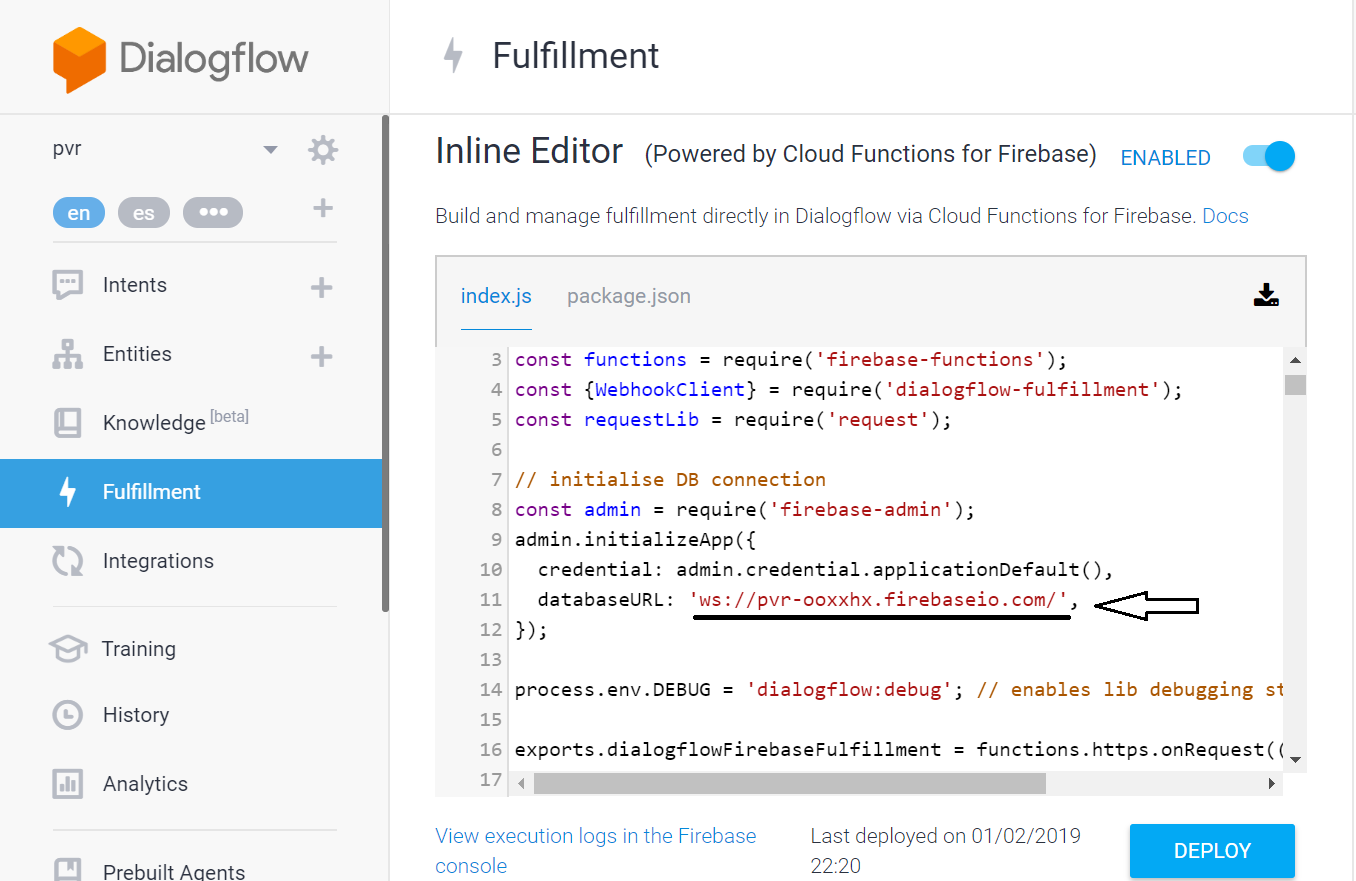 Dialogflow
Fulfillment
pvr
en es •••
Intents
Entities
Knowledge [beta]
Fulfillment
Integrations
Training
History
Analytics
Prebuilt Agents
Inline Editor (Powered by Cloud Functions for Firebase) ENABLED
Build and manage fulfillment directly in Dialogflow via Cloud Functions for Firebase. Docs
index.js package.json
3 const functions = require('firebase-functions');
4 const {WebhookClient} = require('dialogflow-fulfillment');
5 const requestLib = require('request');
6
7 // initialise DB connection
8 const admin = require('firebase-admin');
9 admin.initializeApp({
10 credential: admin.credential.applicationDefault(),
11 databaseURL: 'ws://pvr-ooxxhx.firebaseio.com/',
12 });
13
14 process.env.DEBUG = 'dialogflow:debug'; // enables lib debugging st
15
16 exports.dialogflowFirebaseFulfillment = functions.https.onRequest((
17
View execution logs in the Firebase
console
Last deployed on 01/02/2019
22:20
DEPLOY